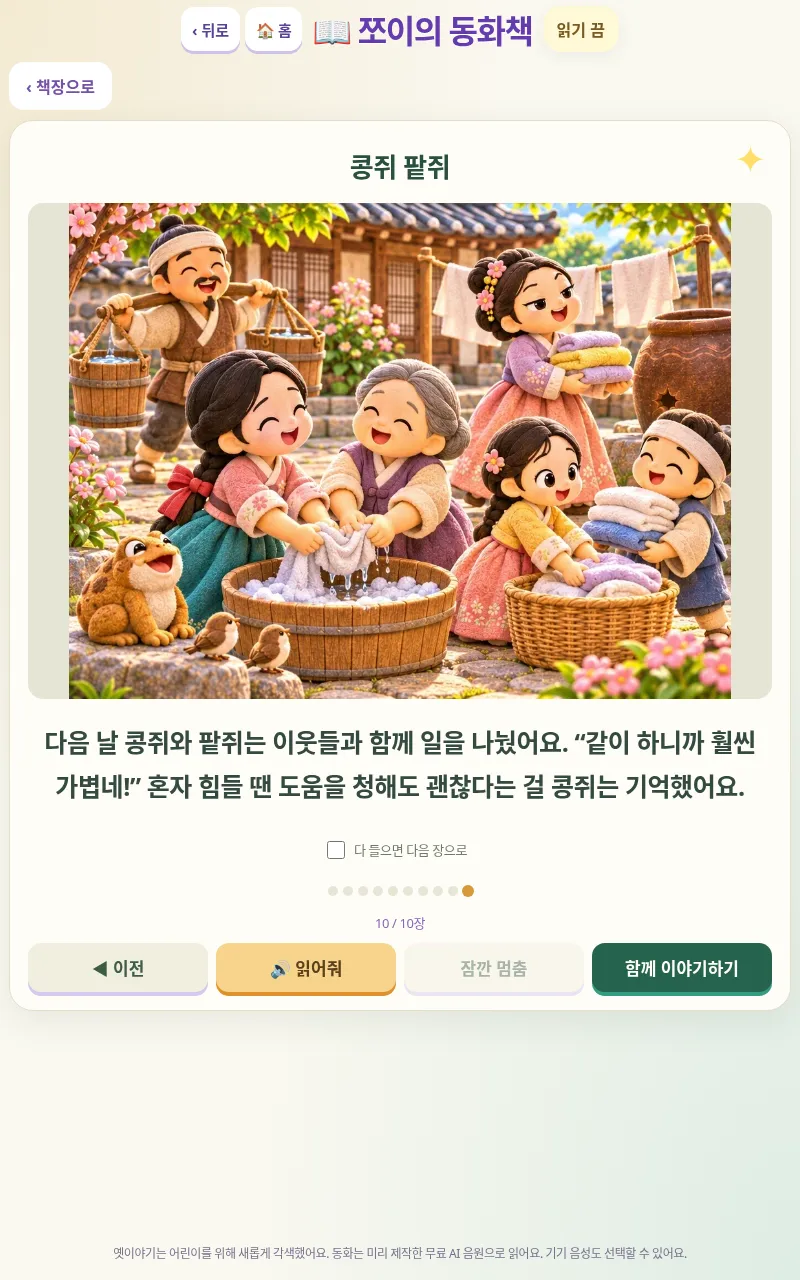 ‹ 뒤로 🏠 홈 📖 쪼이의 동화책 읽기 끝
‹ 책장으로
콩쥐 팥쥐
다음 날 콩쥐와 팥쥐는 이웃들과 함께 일을 나눴어요. “같이 하니까 훨씬
가볍네!” 혼자 힘들 땐 도움을 청해도 괜찮다는 걸 콩쥐는 기억했어요.
다 들으면 다음 장으로
10 / 10장
◀ 이전 🔊 읽어줘 잠깐 멈춤 함께 이야기하기
옛이야기는 어린이를 위해 새롭게 각색했어요. 동화는 미리 제작한 무료 AI 음원으로 읽어요. 기기 음성도 선택할 수 있어요.